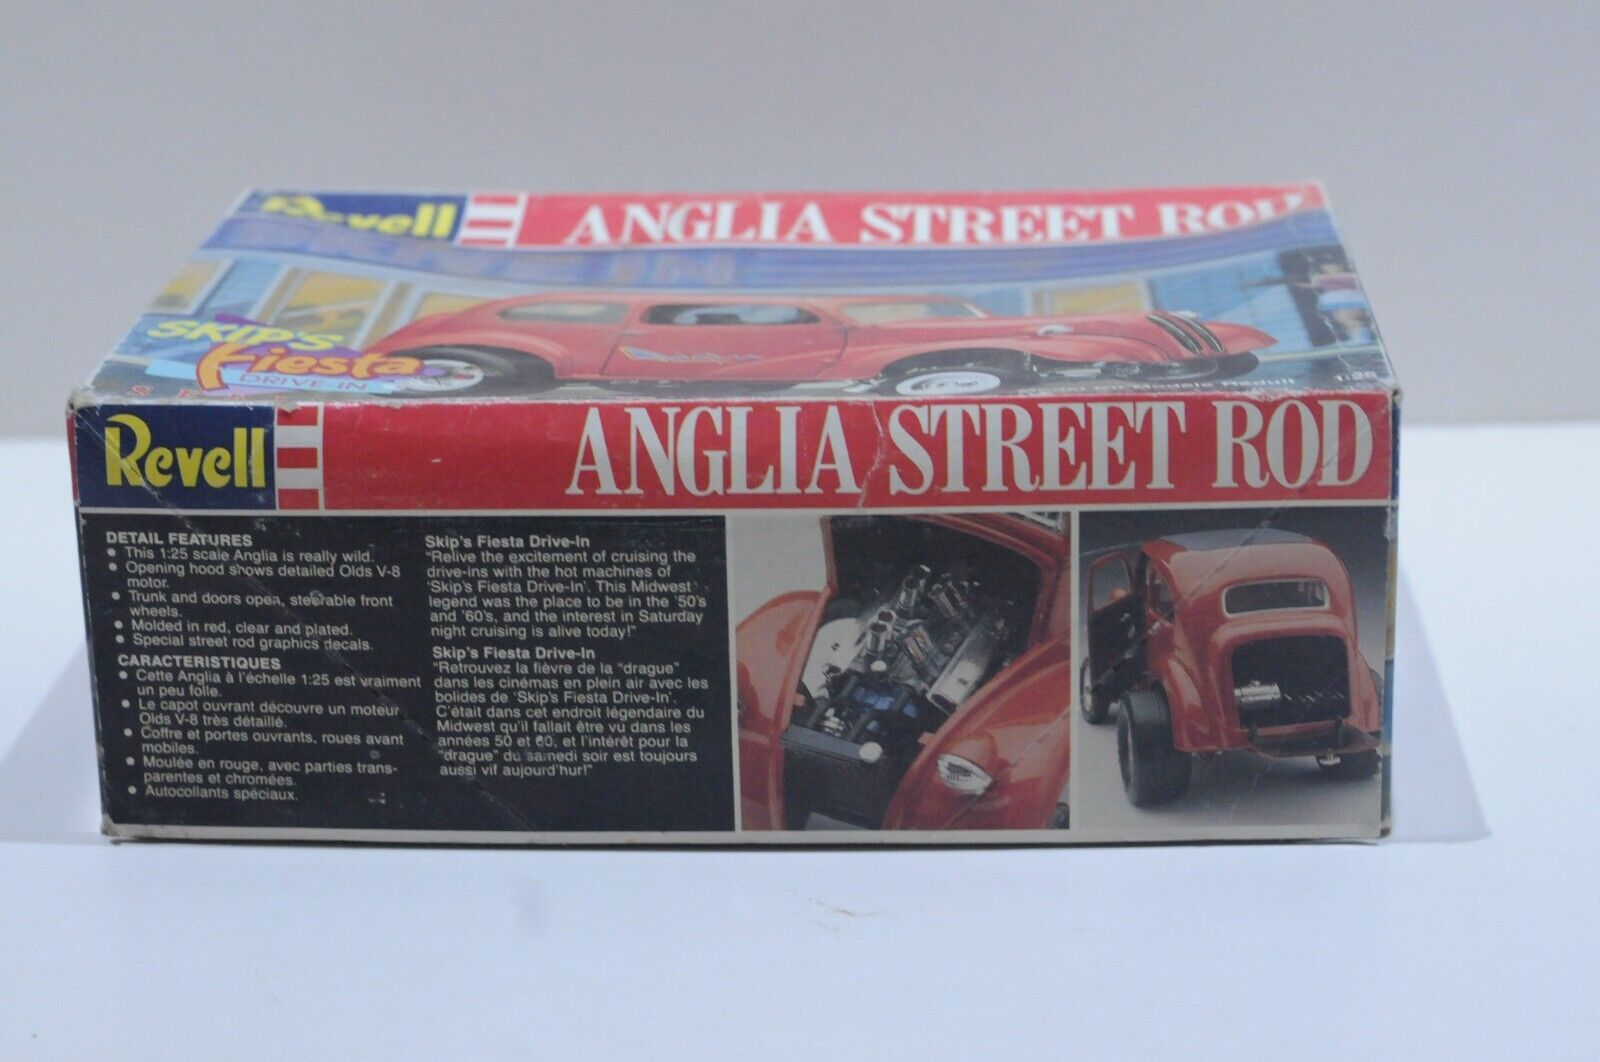 Revell
ANGLIA STREET ROD
SKIP'S
Fiesta
DRIVE-IN
1:25
Revell
ANGLIA STREET ROD
DETAIL FEATURES
• This 1:25 scale Anglia is really wild.
• Opening hood shows detailed Olds V-8
motor.
• Trunk and doors open, steerable front
wheels.
• Molded in red, clear and plated.
• Special street rod graphics decals.
CARACTERISTIQUES
• Cette Anglia à l'échelle 1:25 est vraiment
un peu folle.
• Le capot ouvrant découvre un moteur
Olds V-8 très détaillé.
• Coffre et portes ouvrants, roues avant
mobiles.
• Moulée en rouge, avec parties trans-
parentes et chromées.
• Autocollants spéciaux.
Skip's Fiesta Drive-In
"Relive the excitement of cruising the
drive-ins with the hot machines of
'Skip's Fiesta Drive-In'. This Midwest
legend was the place to be in the '50's
and '60's, and the interest in Saturday
night cruising is alive today!"
Skip's Fiesta Drive-In
"Retrouvez la fièvre de la "drague"
dans les cinémas en plein air avec les
bolides de 'Skip's Fiesta Drive-In'.
C'était dans cet endroit légendaire du
Midwest qu'il fallait être vu dans les
années 50 et 60, et l'intérêt pour la
"drague" du samedi soir est toujours
aussi vif aujourd'hur!"